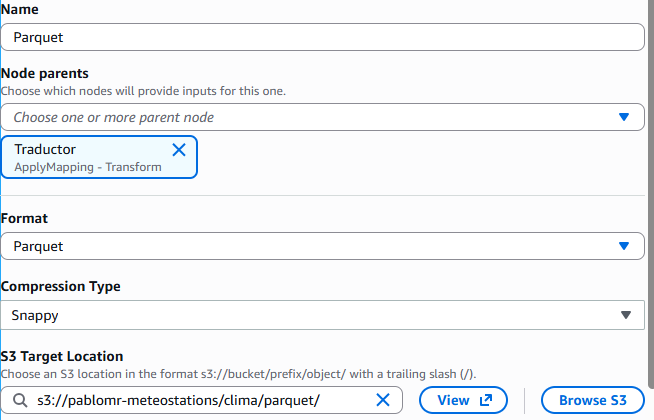 Name
Parquet
Node parents
Choose which nodes will provide inputs for this one.
Choose one or more parent node
Traductor
ApplyMapping - Transform
Format
Parquet
Compression Type
Snappy
S3 Target Location
Choose an S3 location in the format s3://bucket/prefix/object/ with a trailing slash (/).
s3://pablomr-meteostations/clima/parquet/
View
Browse S3